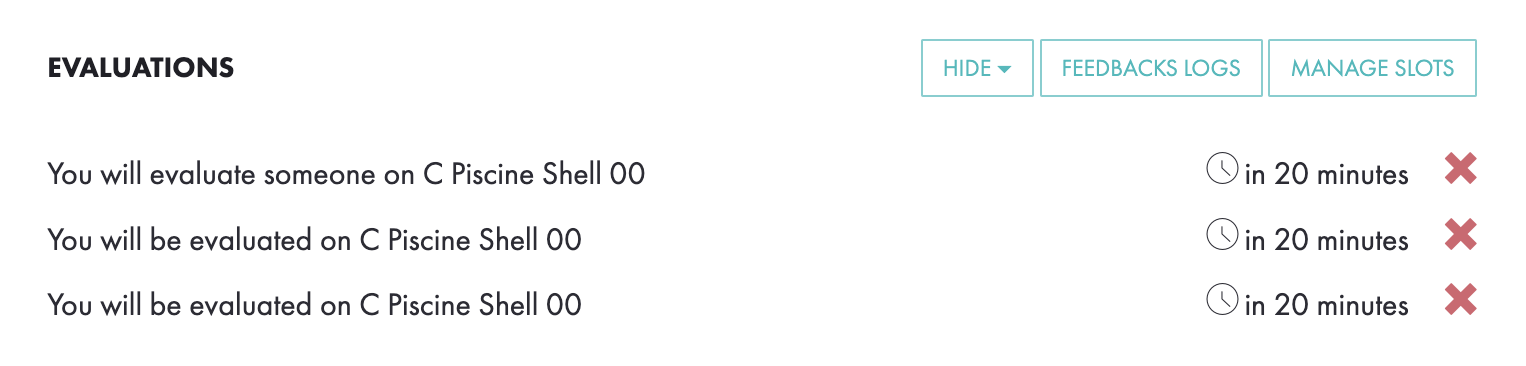 EVALUATIONS
HIDE
FEEDBACKS LOGS
MANAGE SLOTS
You will evaluate someone on C Piscine Shell 00
in 20 minutes
You will be evaluated on C Piscine Shell 00
in 20 minutes
You will be evaluated on C Piscine Shell 00
in 20 minutes